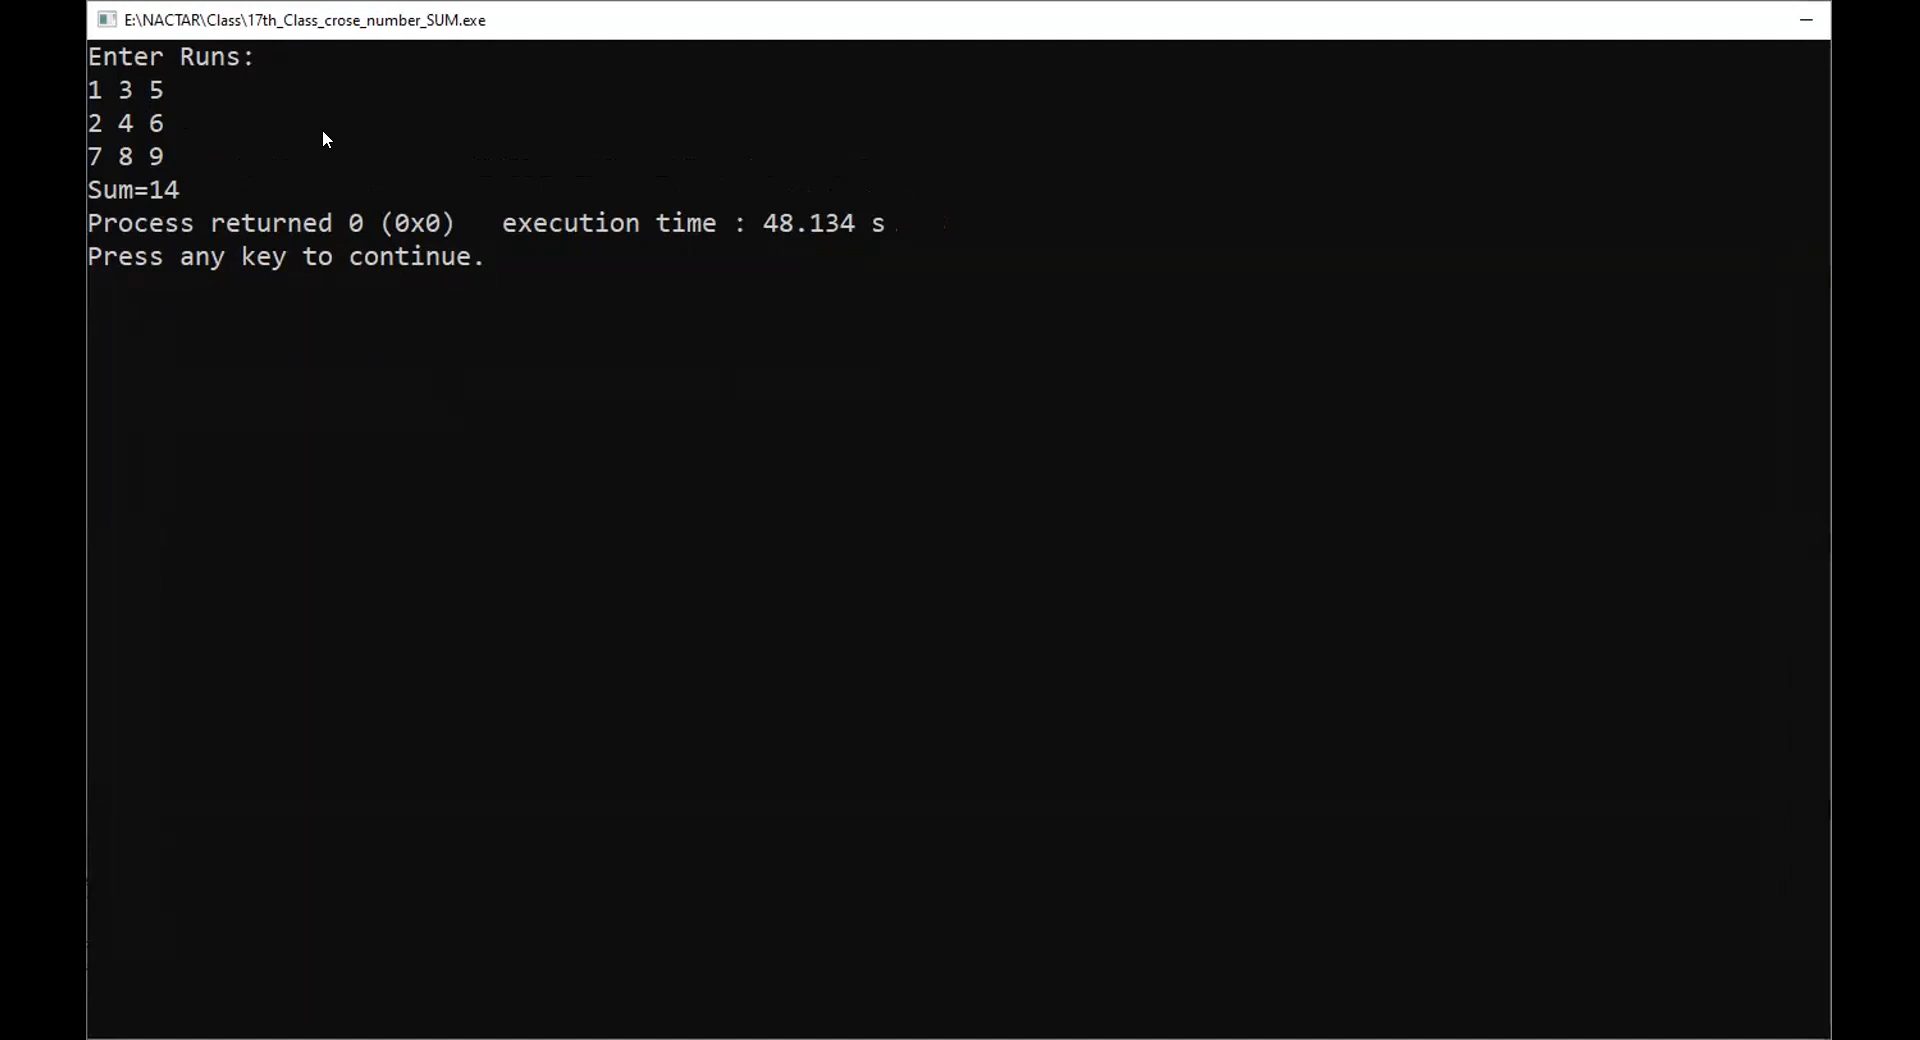 E:\NACTAR\Class\17th_Class_crose_number_SUM.exe
Enter Runs:
1 3 5
2 4 6
7 8 9
Sum=14
Process returned 0 (0x0)   execution time : 48.134 s
Press any key to continue.